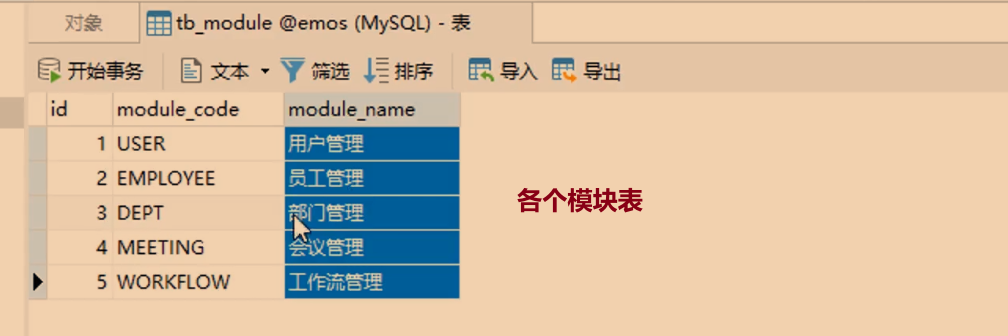 对象 tb_module @emos (MySQL) - 表
开始事务 文本 筛选 排序 导入 导出
id module_code module_name
1 USER 用户管理
2 EMPLOYEE 员工管理
3 DEPT 部门管理
各个模块表
4 MEETING 会议管理
5 WORKFLOW 工作流管理